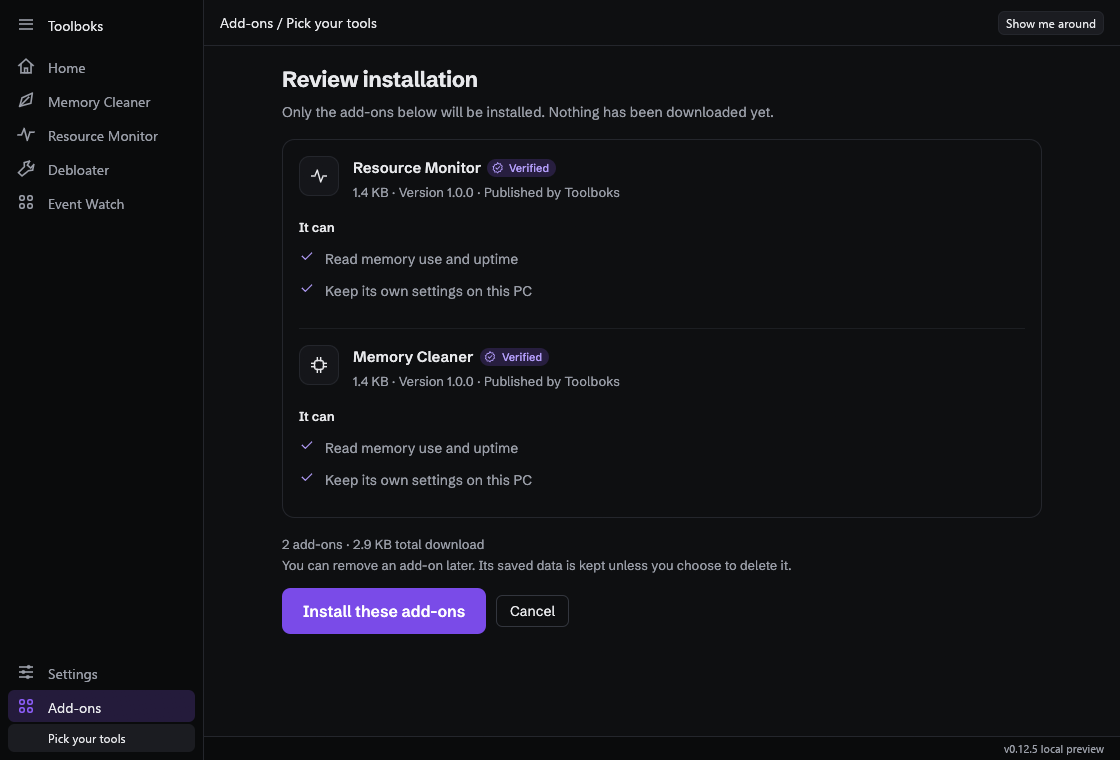 Toolboks
Home
Memory Cleaner
Resource Monitor
Debloater
Event Watch
Settings
Add-ons
Pick your tools
Add-ons / Pick your tools
Show me around
Review installation
Only the add-ons below will be installed. Nothing has been downloaded yet.
Resource Monitor Verified
1.4 KB · Version 1.0.0 · Published by Toolboks
It can
Read memory use and uptime
Keep its own settings on this PC
Memory Cleaner Verified
1.4 KB · Version 1.0.0 · Published by Toolboks
It can
Read memory use and uptime
Keep its own settings on this PC
2 add-ons · 2.9 KB total download
You can remove an add-on later. Its saved data is kept unless you choose to delete it.
Install these add-ons
Cancel
v0.12.5 local preview